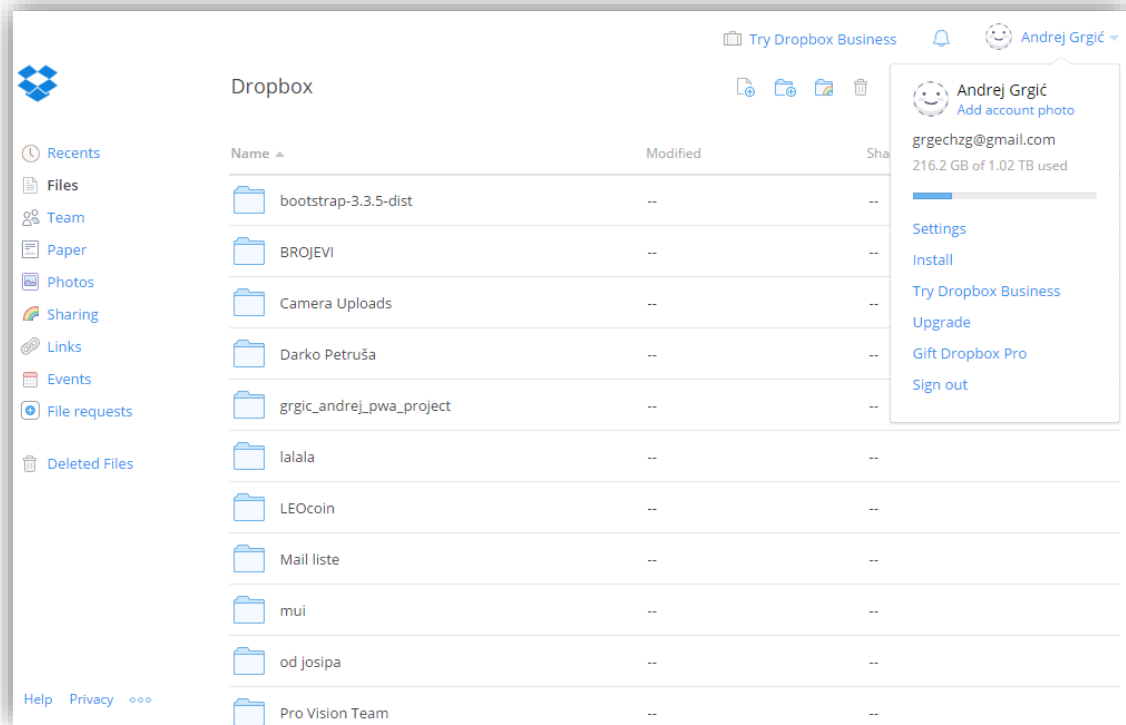 Try Dropbox Business
Andrej Grgić
Dropbox
Andrej Grgić
Add account photo
grgechzg@gmail.com
216.2 GB of 1.02 TB used
Settings
Install
Try Dropbox Business
Upgrade
Gift Dropbox Pro
Sign out
Recents
Files
Team
Paper
Photos
Sharing
Links
Events
File requests
Deleted Files
Name Modified Sha
bootstrap-3.3.5-dist -- --
BROJEVI -- --
Camera Uploads -- --
Darko Petruša -- --
grgic_andrej_pwa_project -- --
lalala -- --
LEOcoin -- --
Mail liste -- --
mui -- --
od josipa -- --
Pro Vision Team -- --
Help Privacy